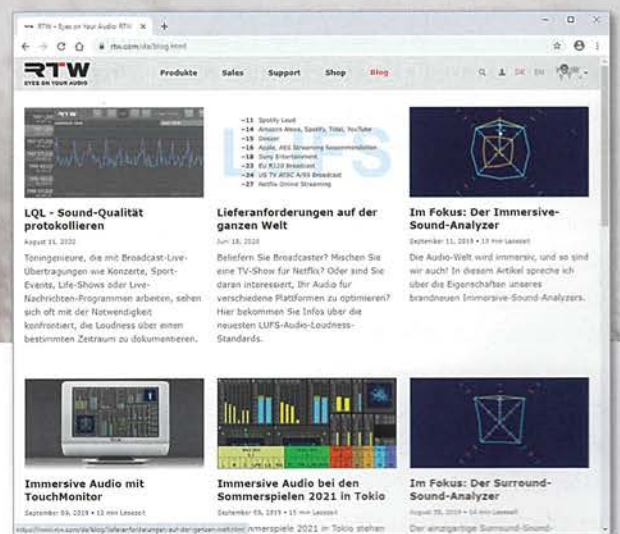 RTW - Eyes on Your Audio RTW
rtw.com/de/blog.html
RTW
EYES ON YOUR AUDIO
Produkte Sales Support Shop Blog
DE EN
-11 Spotify Loud
-14 Amazon Alexa, Spotify, Tidal, YouTube
-15 Deezer
-16 Apple, AES Streaming Recommendation
-18 Sony Entertainment
-23 EU R128 Broadcast
-24 US TV ATSC A/85 Broadcast
-27 Netflix Online Streaming
LUFS
LQL - Sound-Qualität
protokollieren
August 11, 2020
Toningenieure, die mit Broadcast-Live-
Übertragungen wie Konzerte, Sport-
Events, Life-Shows oder Live-
Nachrichten-Programmen arbeiten, sehen
sich oft mit der Notwendigkeit
konfrontiert, die Loudness über einen
bestimmten Zeitraum zu dokumentieren.
Lieferanforderungen auf der
ganzen Welt
Juni 18, 2020
Beliefern Sie Broadcaster? Mischen Sie
eine TV-Show für Netflix? Oder sind Sie
daran interessiert, Ihr Audio für
verschiedene Plattformen zu optimieren?
Hier bekommen Sie Infos über die
neuesten LUFS-Audio-Loudness-
Standards.
Im Fokus: Der Immersive-
Sound-Analyzer
September 11, 2019 • 13 min Lesezeit
Die Audio-Welt wird immersiv, und so sind
wir auch! In diesem Artikel spreche ich
über die Eigenschaften unseres
brandneuen Immersive-Sound-Analyzers.
Immersive Audio mit
TouchMonitor
September 09, 2019 • 12 min Lesezeit
Immersive Audio bei den
Sommerspielen 2021 in Tokio
September 03, 2019 • 15 min Lesezeit
nmerspiele 2021 in Tokio stehen
Im Fokus: Der Surround-
Sound-Analyzer
August 30, 2019 • 14 min Lesezeit
Der einzigartige Surround-Sound-
https://www.rtw.com/de/blog/lieferanforderungen-auf-der-ganzen-welt.html